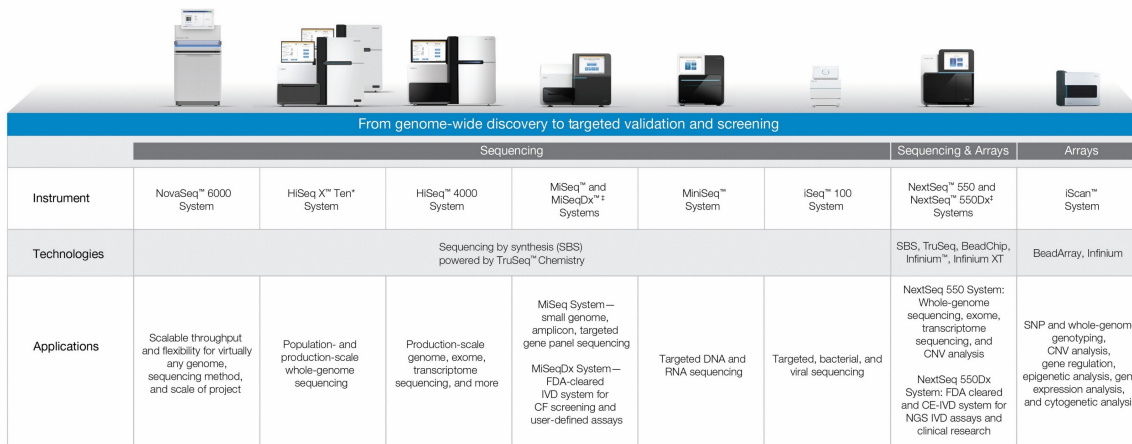 From genome-wide discovery to targeted validation and screening
Sequencing
Sequencing & Arrays
Arrays
Instrument
NovaSeq™ 6000
System
HiSeq X™ Ten*
System
HiSeq™ 4000
System
MiSeq™ and
MiSeqDx™ ‡
Systems
MiniSeq™
System
iSeq™ 100
System
NextSeq™ 550 and
NextSeq™ 550Dx‡
Systems
iScan™
System
Technologies
Sequencing by synthesis (SBS)
powered by TruSeq™ Chemistry
SBS, TruSeq, BeadChip,
Infinium™, Infinium XT
BeadArray, Infinium
Applications
Scalable throughput
and flexibility for virtually
any genome,
sequencing method,
and scale of project
Population- and
production-scale
whole-genome
sequencing
Production-scale
genome, exome,
transcriptome
sequencing, and more
MiSeq System—
small genome,
amplicon, targeted
gene panel sequencing
MiSeqDx System—
FDA-cleared
IVD system for
CF screening and
user-defined assays
Targeted DNA and
RNA sequencing
Targeted, bacterial, and
viral sequencing
NextSeq 550 System:
Whole-genome
sequencing, exome,
transcriptome
sequencing, and
CNV analysis
NextSeq 550Dx
System: FDA cleared
and CE-IVD system for
NGS IVD assays and
clinical research
SNP and whole-genom
genotyping,
CNV analysis,
gene regulation,
epigenetic analysis, gen
expression analysis,
and cytogenetic analysi